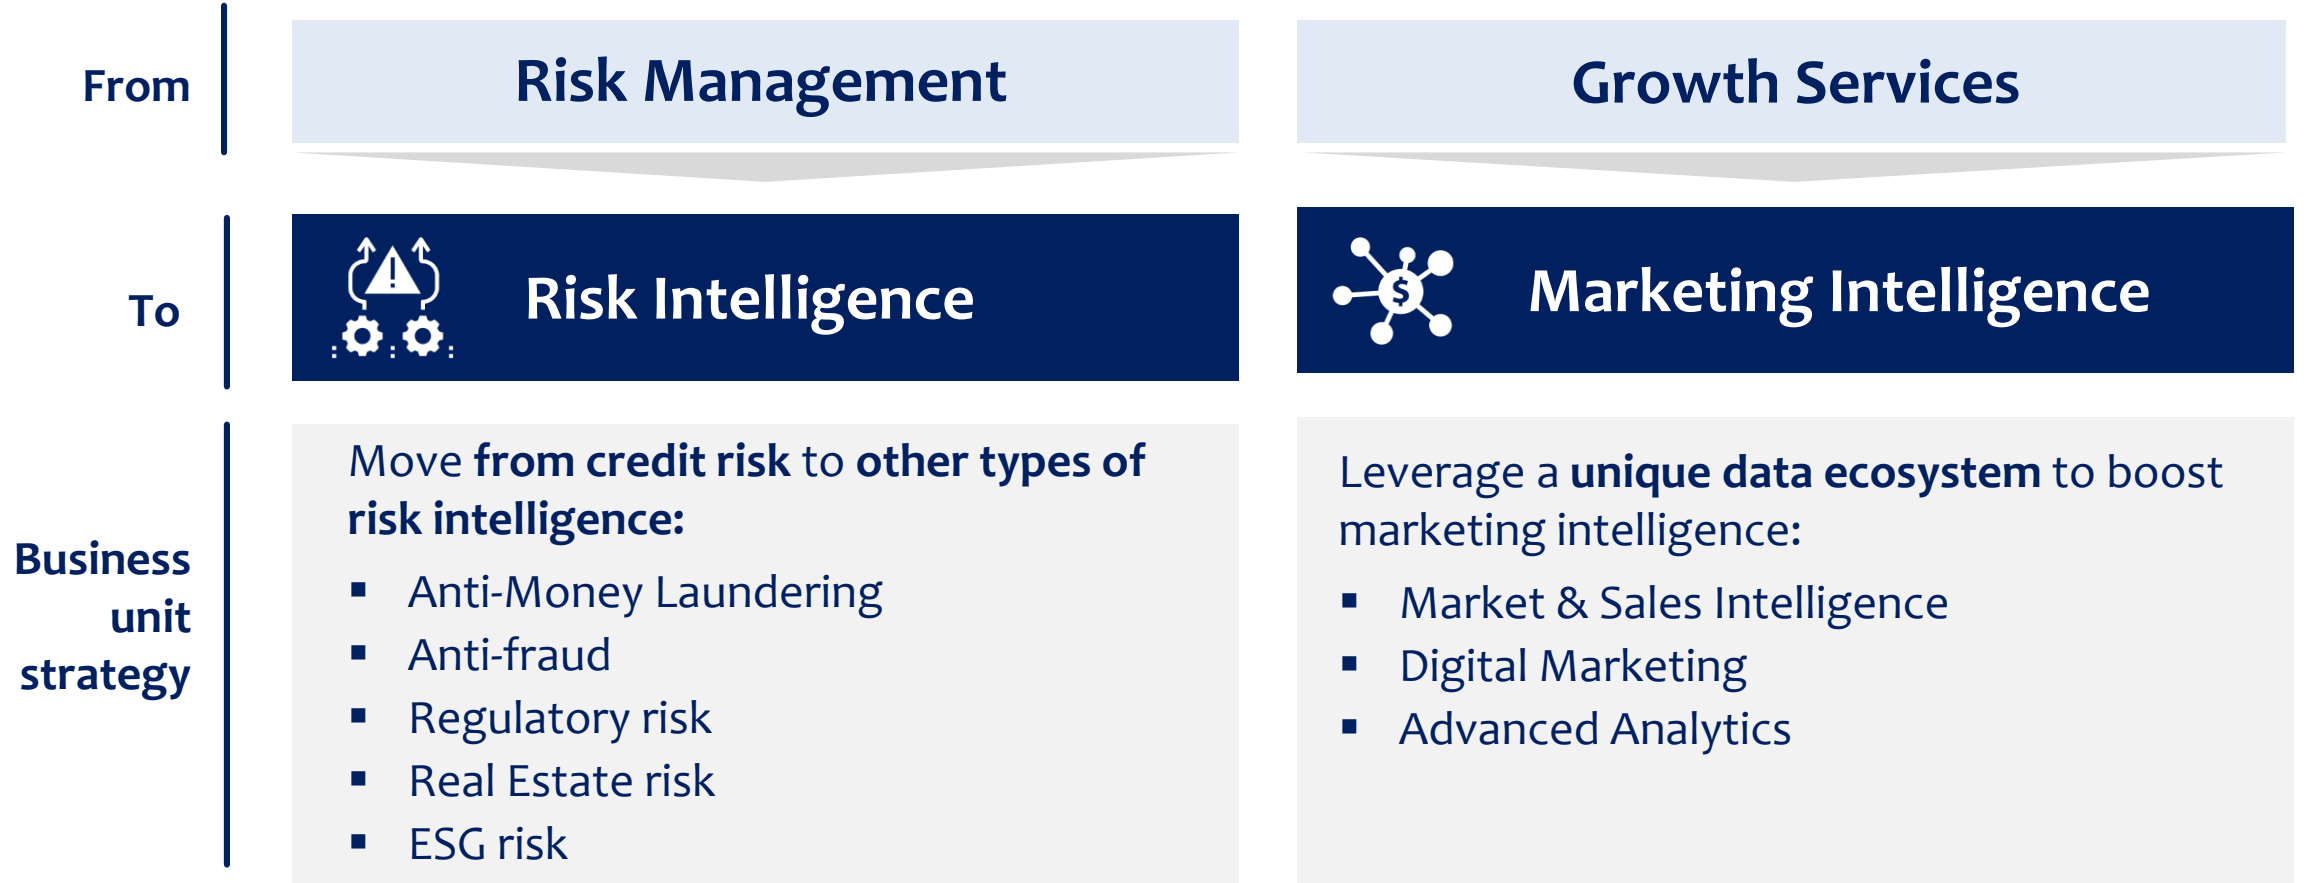 From
Risk Management
Growth Services
To
Risk Intelligence
$
Marketing Intelligence
Business
unit
strategy
Move from credit risk to other types of
risk intelligence:
▪ Anti-Money Laundering
▪ Anti-fraud
▪ Regulatory risk
▪ Real Estate risk
▪ ESG risk
Leverage a unique data ecosystem to boost
marketing intelligence:
▪ Market & Sales Intelligence
▪ Digital Marketing
▪ Advanced Analytics